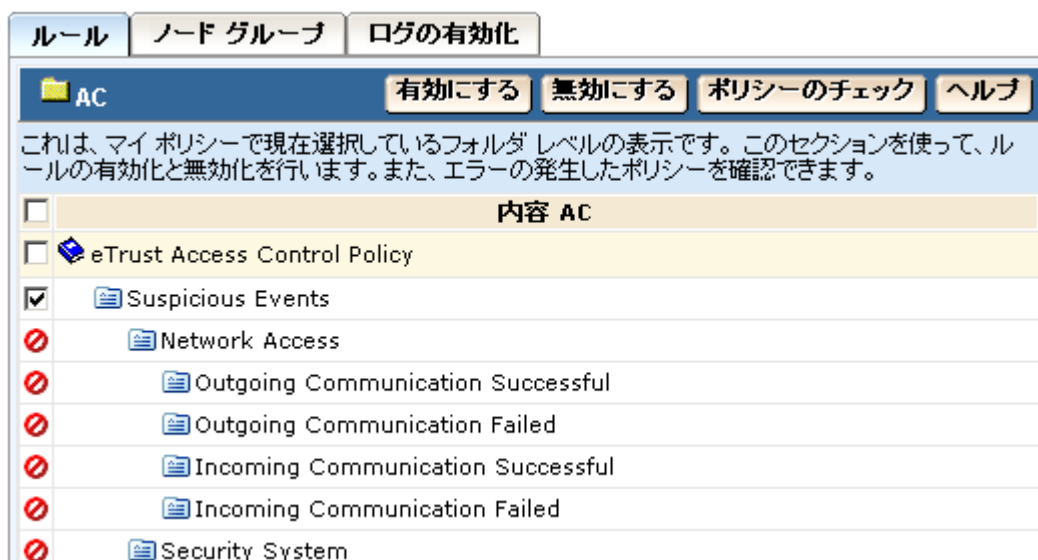 ルール ノード グループ ログの有効化
AC 有効にする 無効にする ポリシーのチェック ヘルプ
これは、マイ ポリシーで現在選択しているフォルダ レベルの表示です。このセクションを使って、ル
ールの有効化と無効化を行います。また、エラーの発生したポリシーを確認できます。
内容 AC
eTrust Access Control Policy
Suspicious Events
Network Access
Outgoing Communication Successful
Outgoing Communication Failed
Incoming Communication Successful
Incoming Communication Failed
Security System